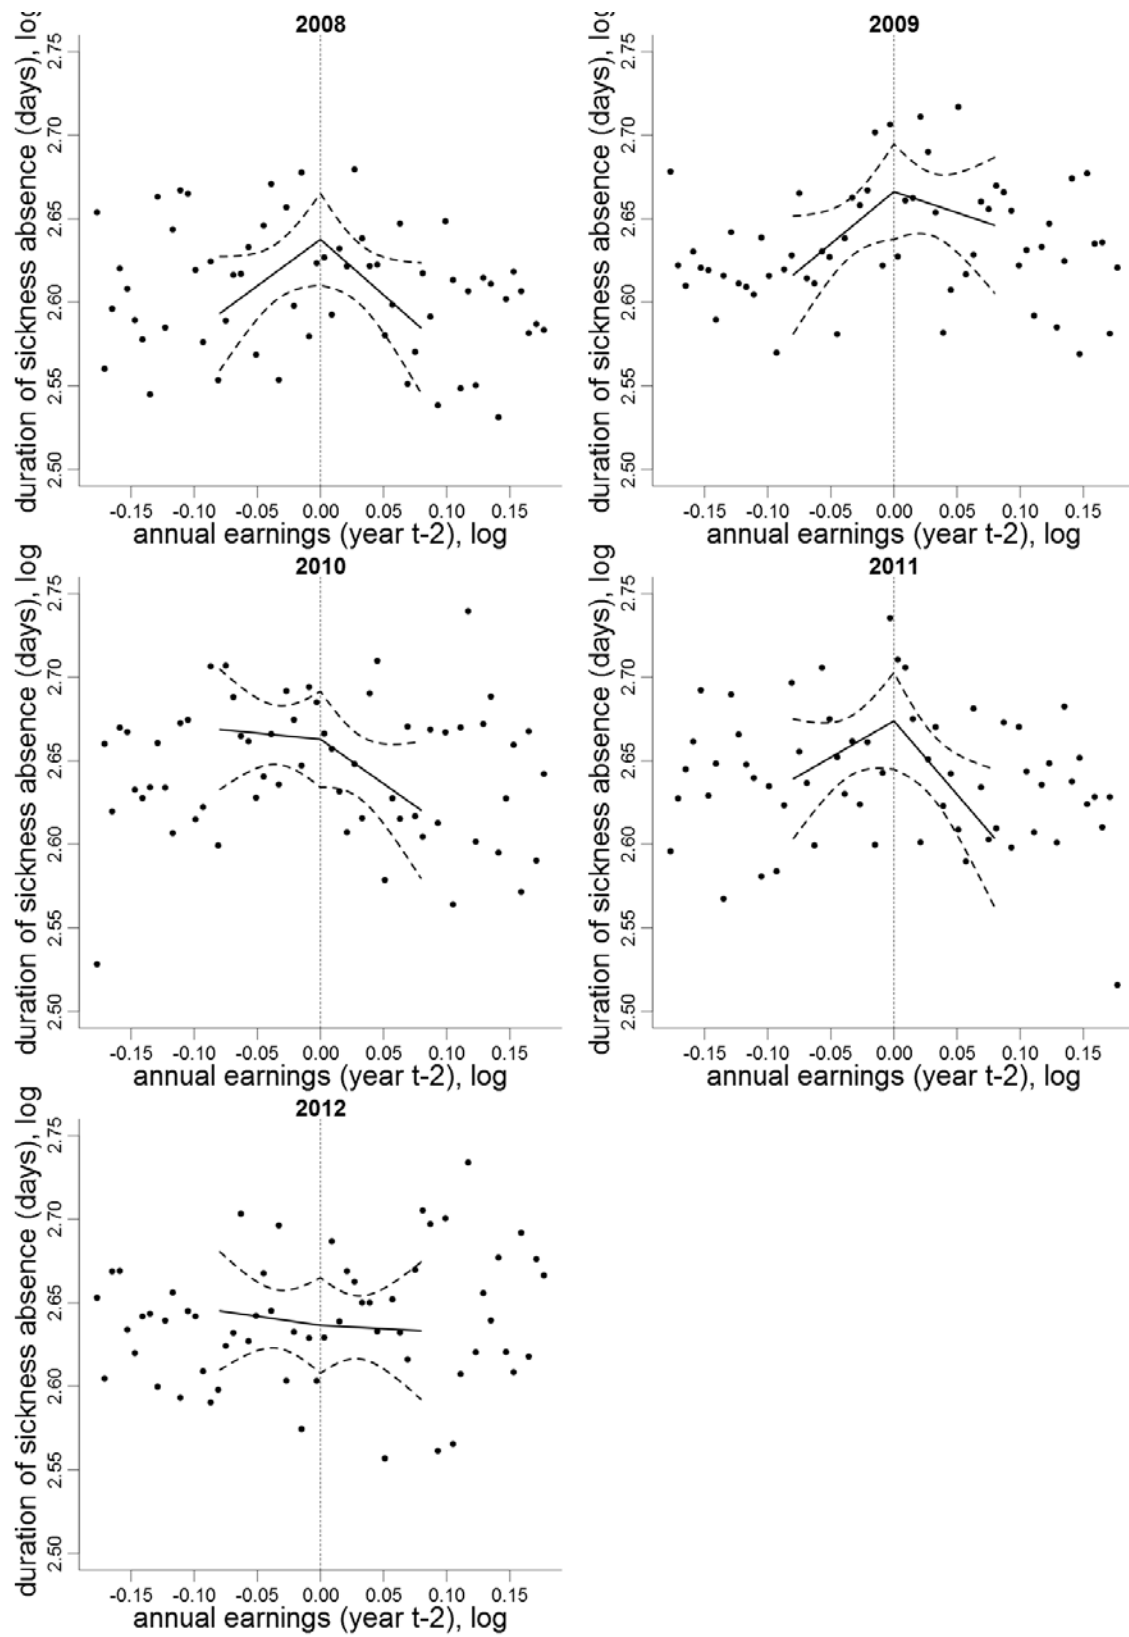 2008
duration of sickness absence (days), log
2.75
2.70
2.65
2.60
2.55
2.50
-0.15 -0.10 -0.05 0.00 0.05 0.10 0.15
annual earnings (year t-2), log
2009
duration of sickness absence (days), log
2.75
2.70
2.65
2.60
2.55
2.50
-0.15 -0.10 -0.05 0.00 0.05 0.10 0.15
annual earnings (year t-2), log
2010
duration of sickness absence (days), log
2.75
2.70
2.65
2.60
2.55
2.50
-0.15 -0.10 -0.05 0.00 0.05 0.10 0.15
annual earnings (year t-2), log
2011
duration of sickness absence (days), log
2.75
2.70
2.65
2.60
2.55
2.50
-0.15 -0.10 -0.05 0.00 0.05 0.10 0.15
annual earnings (year t-2), log
2012
duration of sickness absence (days), log
2.75
2.70
2.65
2.60
2.55
2.50
-0.15 -0.10 -0.05 0.00 0.05 0.10 0.15
annual earnings (year t-2), log